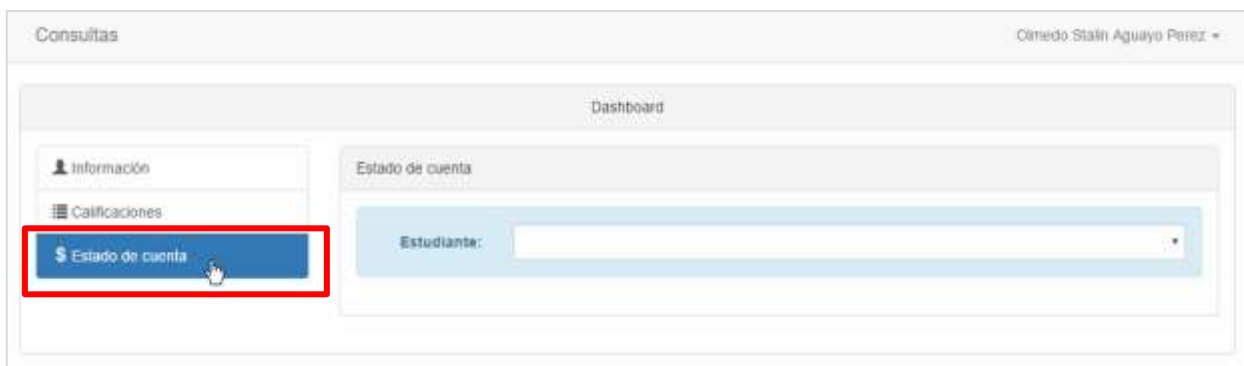 Consultas
Olmedo Stalin Aguayo Perez
Dashboard
Información
Calificaciones
$ Estado de cuenta
Estado de cuenta
Estudiante: